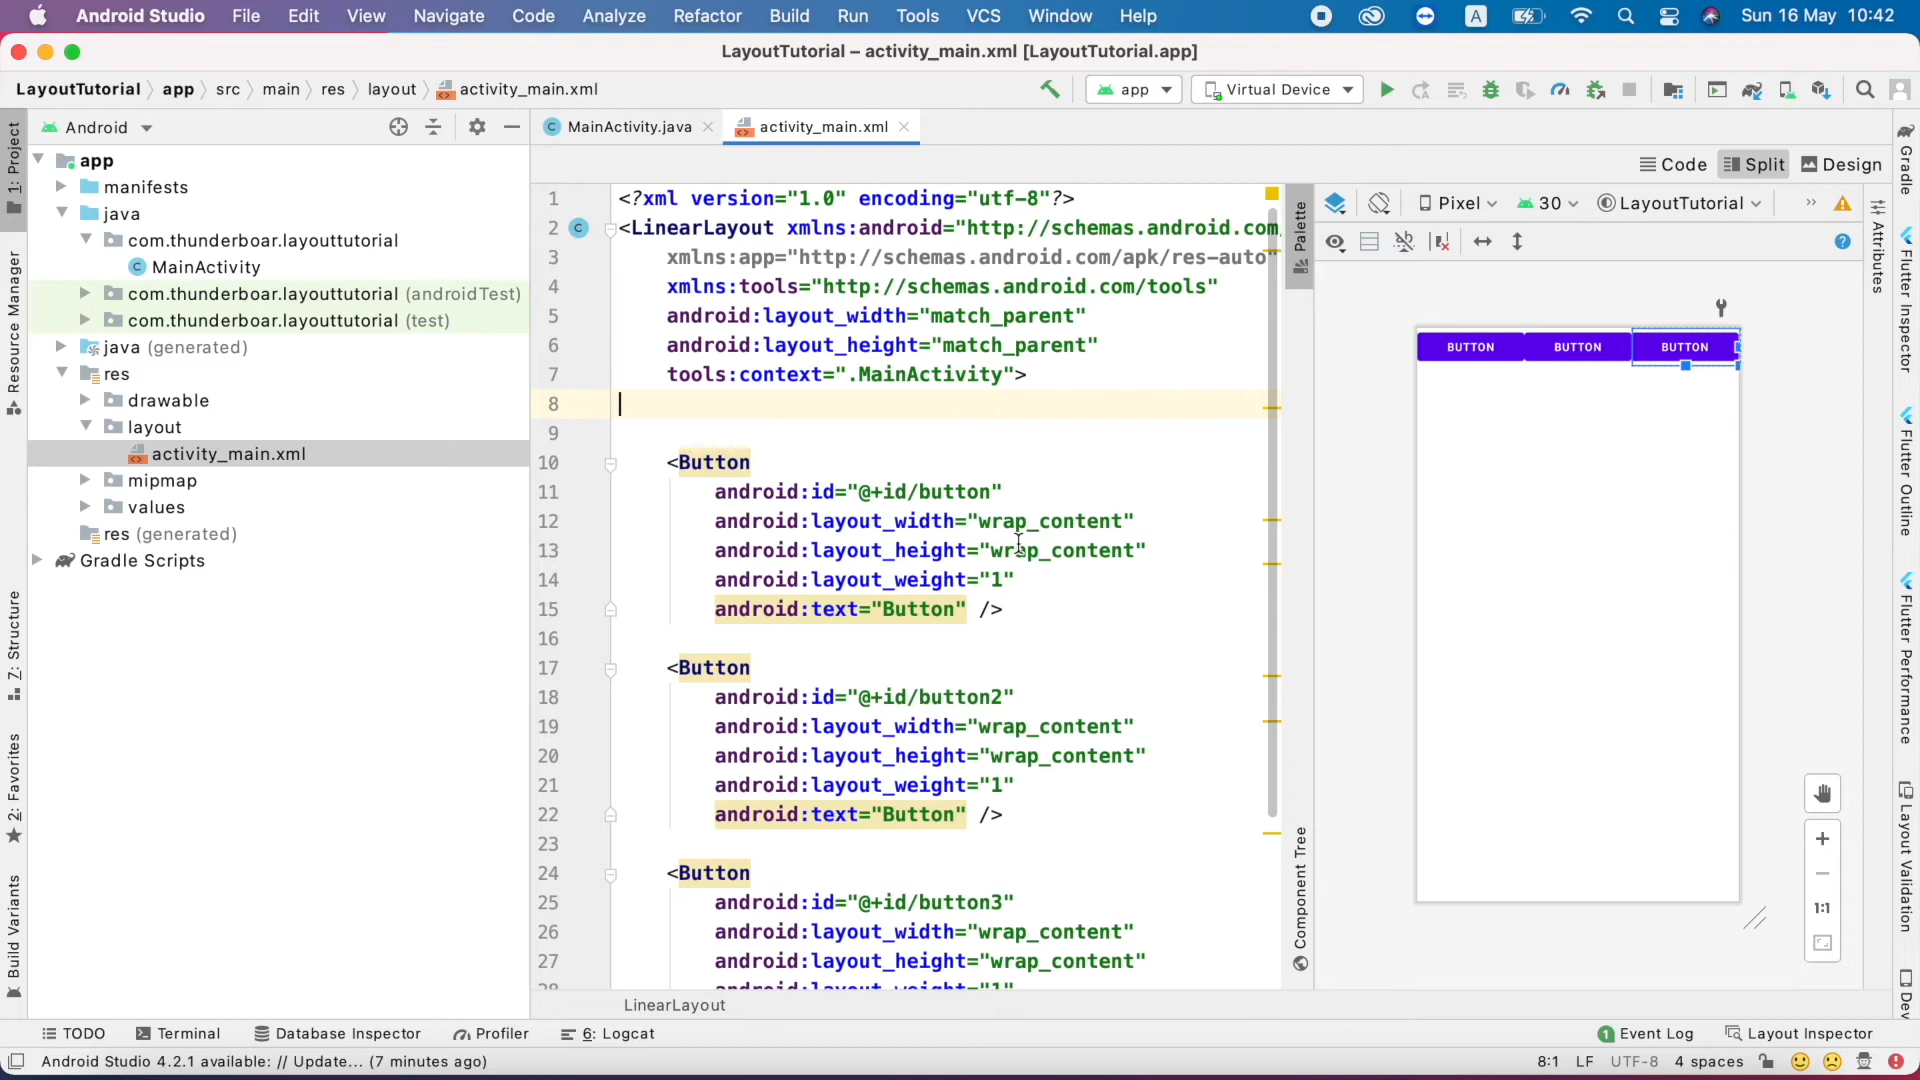 Android Studio File Edit View Navigate Code Analyze Refactor Build Run Tools VCS Window Help A Sun 16 May 10:42
LayoutTutorial – activity_main.xml [LayoutTutorial.app]
LayoutTutorial app src main res layout activity_main.xml app Virtual Device
Android
MainActivity.java activity_main.xml
Code Split Design
app
manifests
java
com.thunderboar.layouttutorial
MainActivity
com.thunderboar.layouttutorial (androidTest)
com.thunderboar.layouttutorial (test)
java (generated)
res
drawable
layout
activity_main.xml
mipmap
values
res (generated)
Gradle Scripts
1: Project
Resource Manager
7: Structure
2: Favorites
Build Variants
1 <?xml version="1.0" encoding="utf-8"?>
2 <LinearLayout xmlns:android="http://schemas.android.com
3 xmlns:app="http://schemas.android.com/apk/res-auto"
4 xmlns:tools="http://schemas.android.com/tools"
5 android:layout_width="match_parent"
6 android:layout_height="match_parent"
7 tools:context=".MainActivity">
8
9
10 <Button
11 android:id="@+id/button"
12 android:layout_width="wrap_content"
13 android:layout_height="wrap_content"
14 android:layout_weight="1"
15 android:text="Button" />
16
17 <Button
18 android:id="@+id/button2"
19 android:layout_width="wrap_content"
20 android:layout_height="wrap_content"
21 android:layout_weight="1"
22 android:text="Button" />
23
24 <Button
25 android:id="@+id/button3"
26 android:layout_width="wrap_content"
27 android:layout_height="wrap_content"
28 android:layout_weight="1"
LinearLayout
Palette
Component Tree
Pixel 30 LayoutTutorial
BUTTON BUTTON BUTTON
1:1
Attributes
Gradle
Flutter Inspector
Flutter Outline
Flutter Performance
Layout Validation
TODO Terminal Database Inspector Profiler 6: Logcat 1 Event Log Layout Inspector
Android Studio 4.2.1 available: // Update... (7 minutes ago) 8:1 LF UTF-8 4 spaces